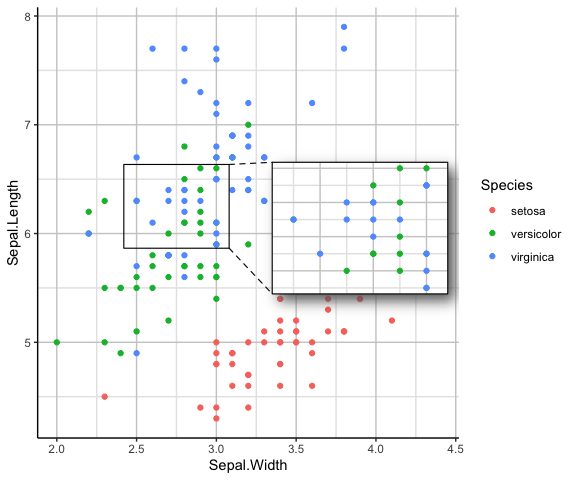 8
7
6
5
Sepal.Length
2.0 2.5 3.0 3.5 4.0 4.5
Sepal.Width
Species
setosa
versicolor
virginica